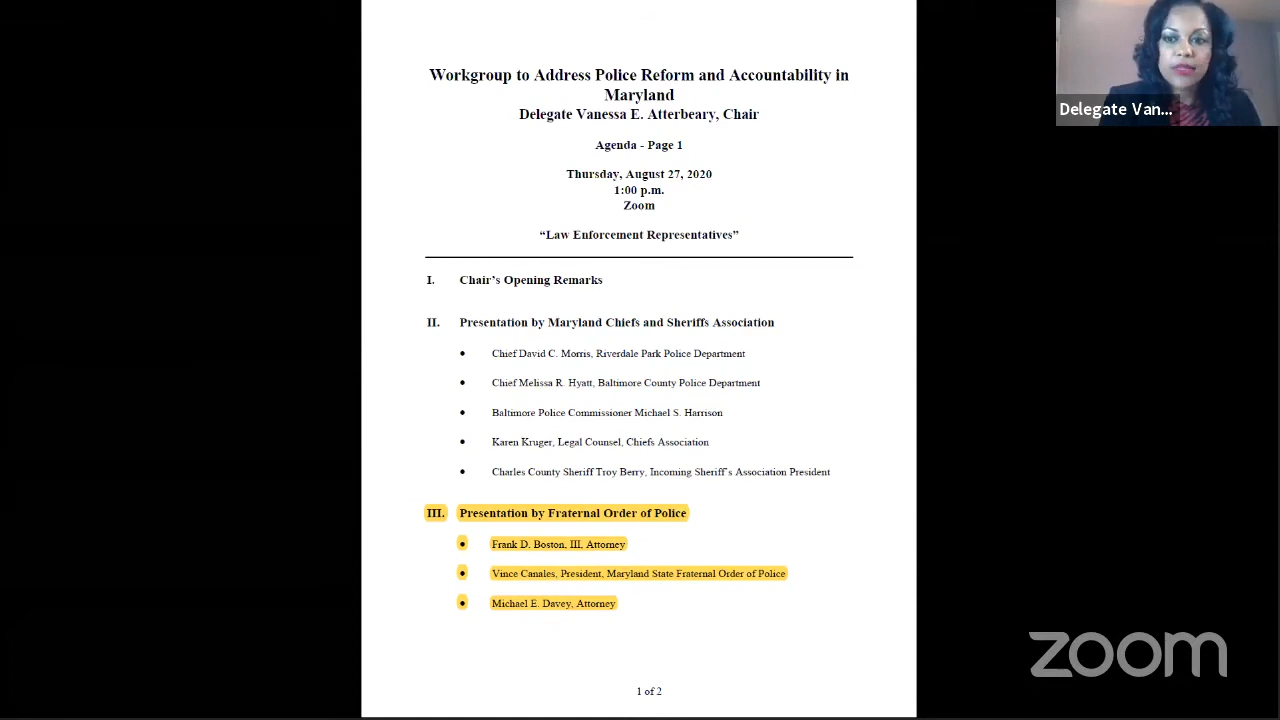 Workgroup to Address Police Reform and Accountability in
Maryland
Delegate Vanessa E. Atterbeary, Chair
Agenda - Page 1
Thursday, August 27, 2020
1:00 p.m.
Zoom
“Law Enforcement Representatives”
I. Chair’s Opening Remarks
II. Presentation by Maryland Chiefs and Sheriffs Association
• Chief David C. Morris, Riverdale Park Police Department
• Chief Melissa R. Hyatt, Baltimore County Police Department
• Baltimore Police Commissioner Michael S. Harrison
• Karen Kruger, Legal Counsel, Chiefs Association
• Charles County Sheriff Troy Berry, Incoming Sheriff’s Association President
III. Presentation by Fraternal Order of Police
• Frank D. Boston, III, Attorney
• Vince Canales, President, Maryland State Fraternal Order of Police
• Michael E. Davey, Attorney
1 of 2
Delegate Van...
zoom